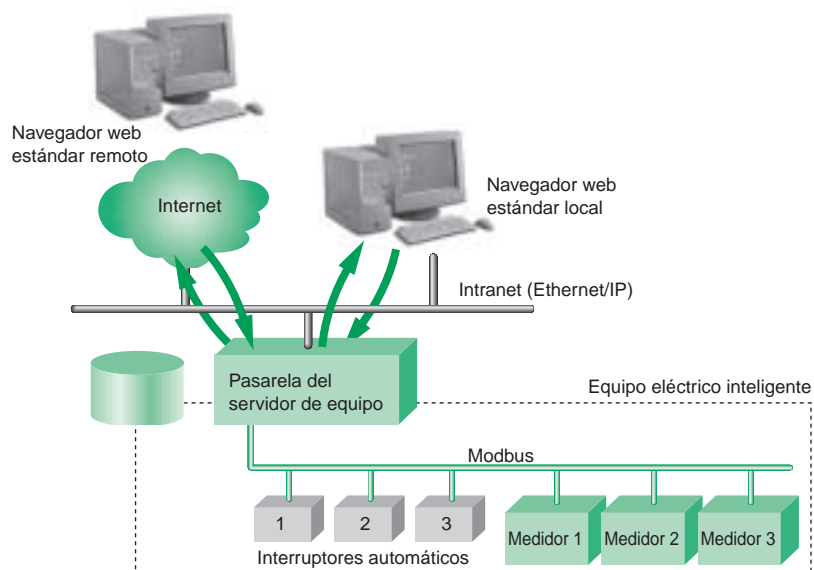 Navegador web
estándar remoto
Internet
Navegador web
estándar local
Intranet (Ethernet/IP)
Pasarela del
servidor de equipo
Equipo eléctrico inteligente
Modbus
1
2
3
Medidor 1
Medidor 2
Medidor 3
Interruptores automáticos